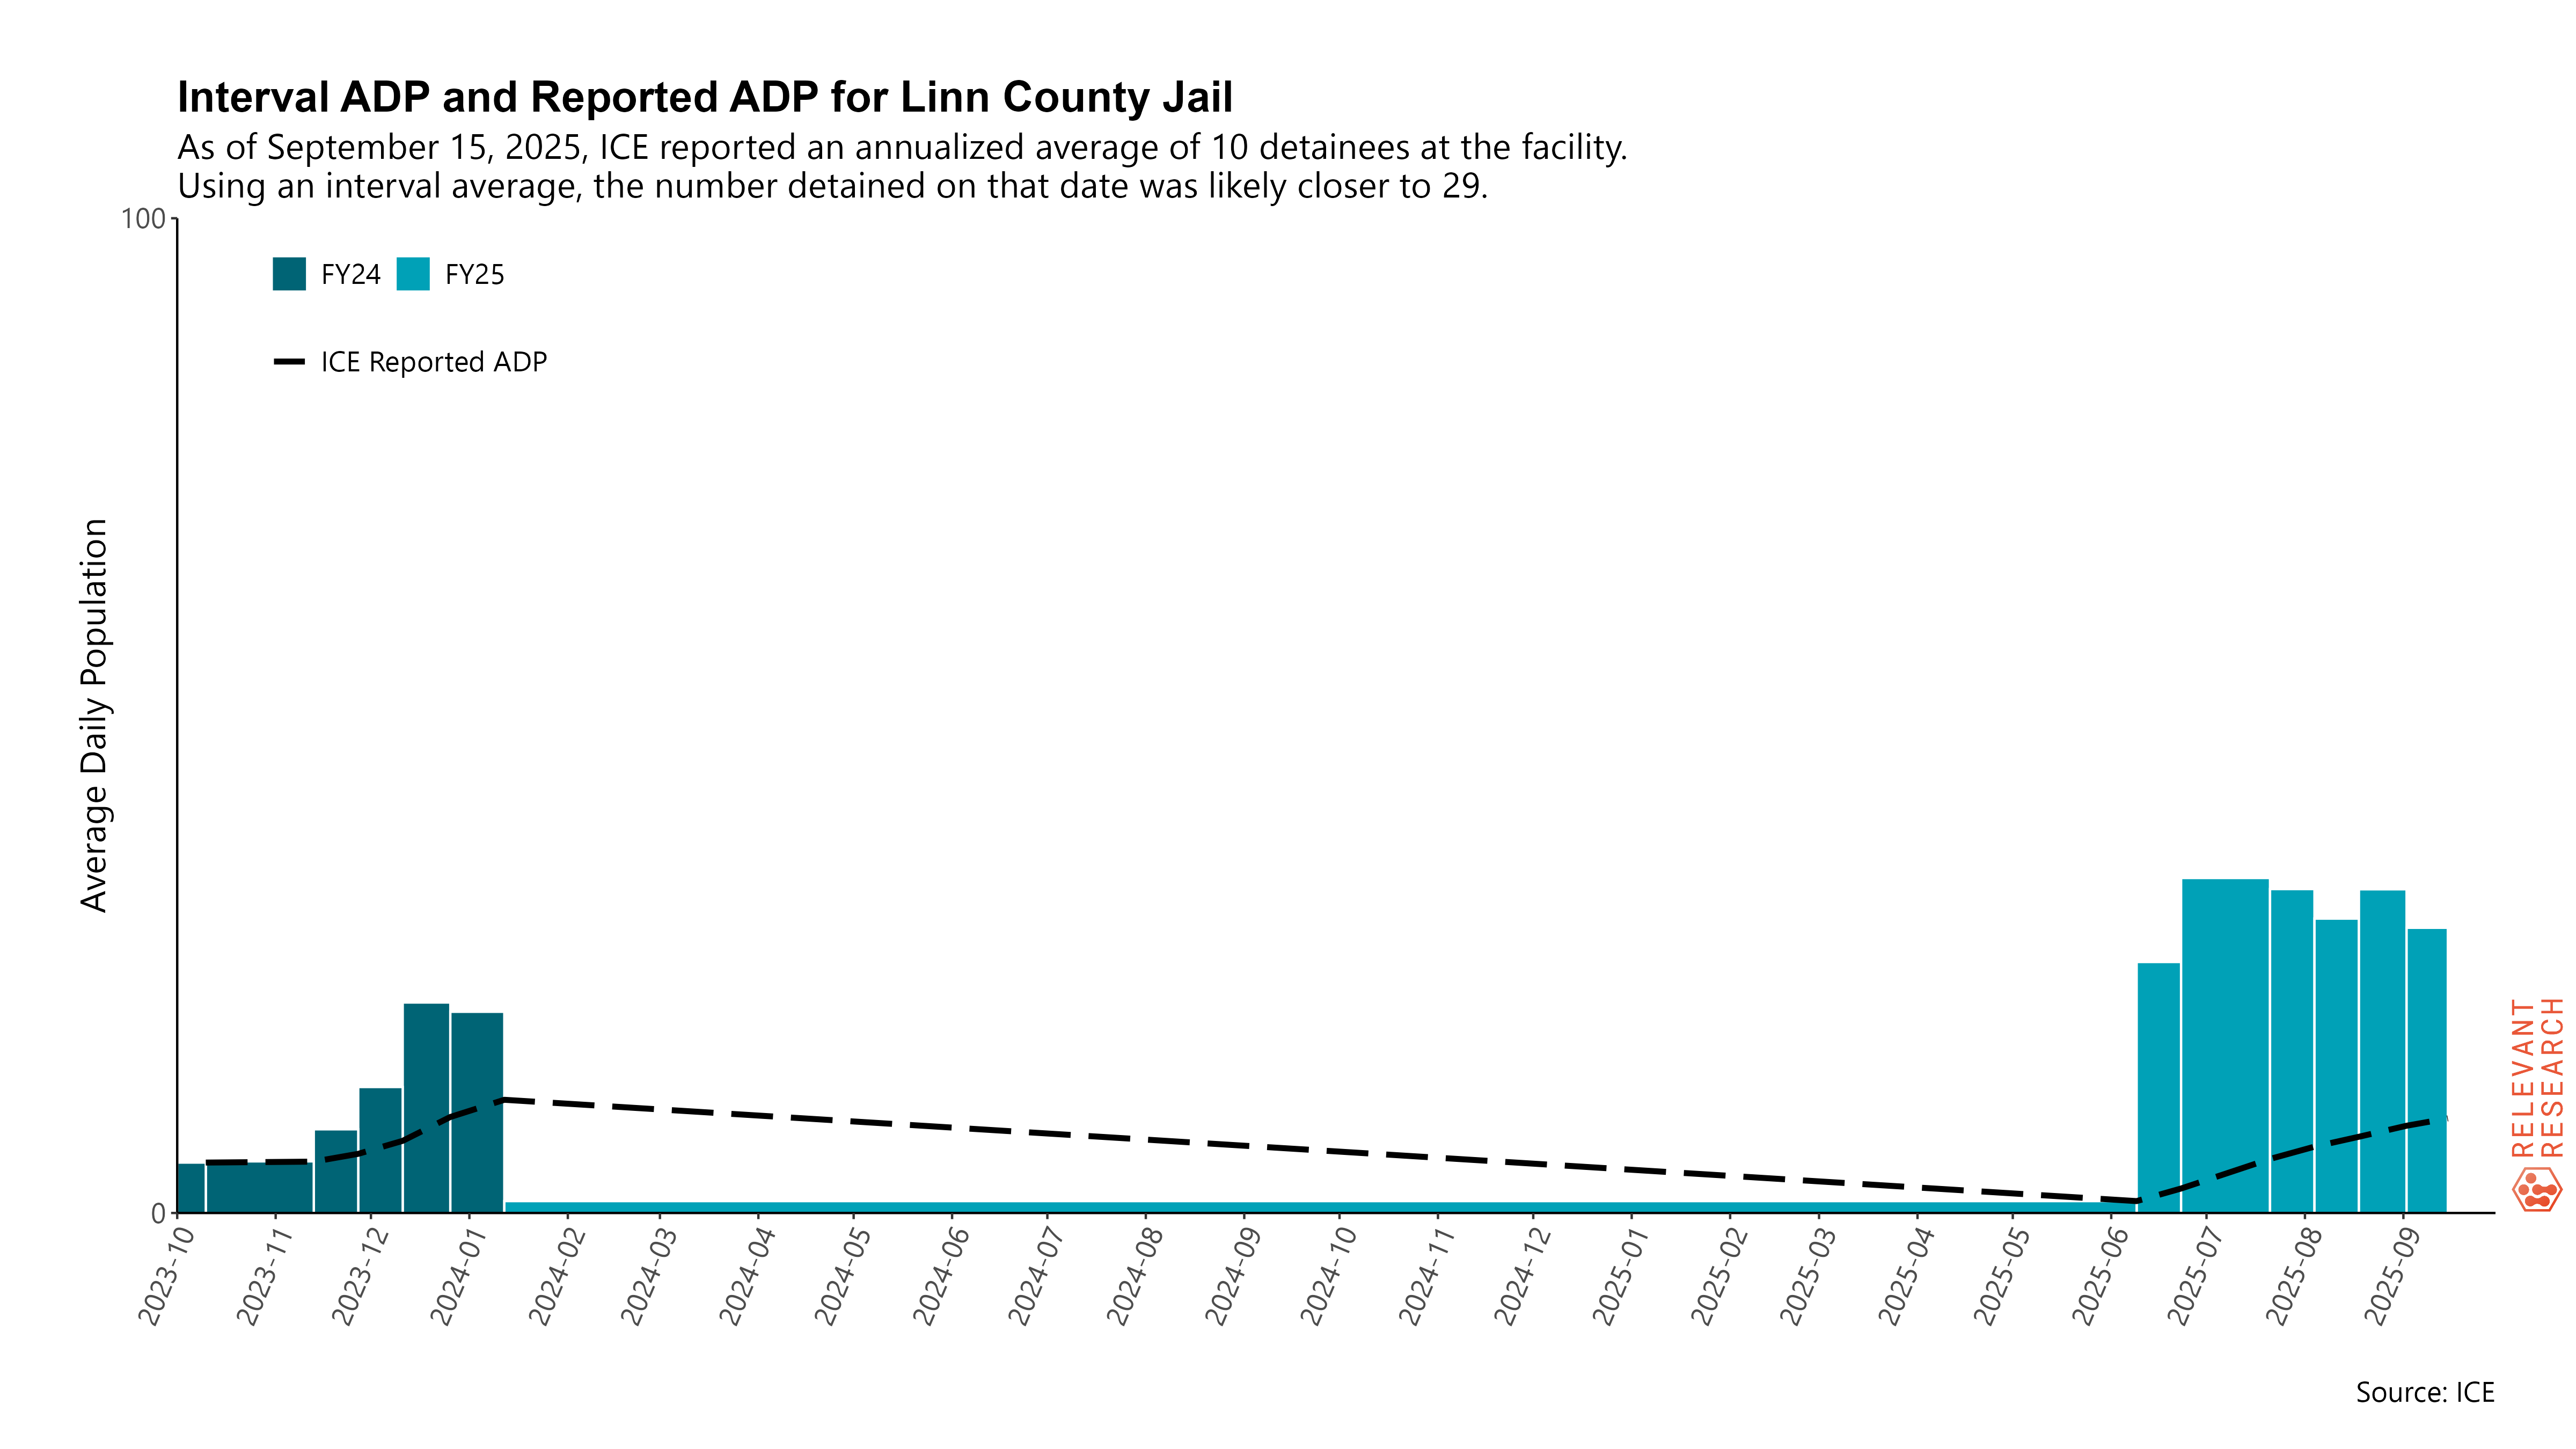 Interval ADP and Reported ADP for Linn County Jail
As of September 15, 2025, ICE reported an annualized average of 10 detainees at the facility.
Using an interval average, the number detained on that date was likely closer to 29.
100
FY24 FY25
ICE Reported ADP
Average Daily Population
0
2023-10
2023-11
2023-12
2024-01
2024-02
2024-03
2024-04
2024-05
2024-06
2024-07
2024-08
2024-09
2024-10
2024-11
2024-12
2025-01
2025-02
2025-03
2025-04
2025-05
2025-06
2025-07
2025-08
2025-09
RELEVANT
RESEARCH
Source: ICE